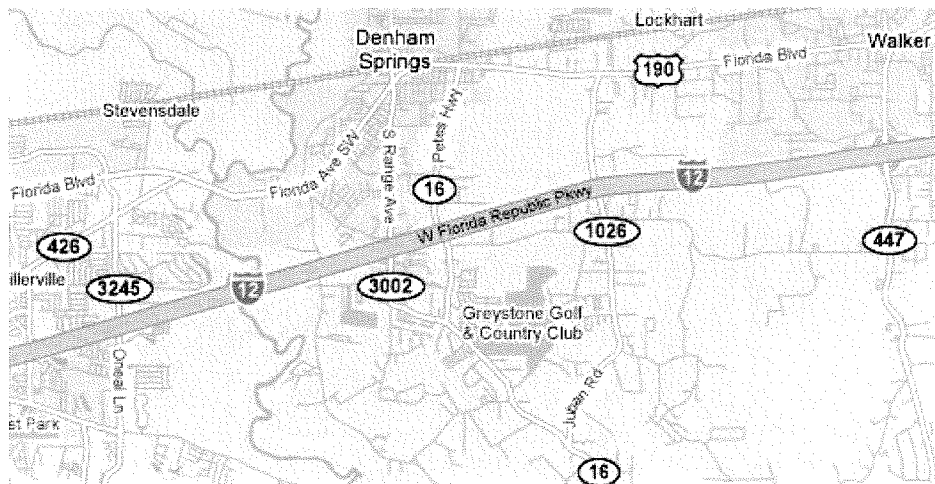 Lockhart
Denham
Springs
Walker
190
Florida Blvd
Stevensdale
Petes Hwy
S Range Ave
Florida Ave SW
Florida Blvd
16
12
W Florida Republic Pkwy
426
1026
447
illerville
3245
12
3002
Greystone Golf
& Country Club
Oneal Ln
Juban Rd
st Park
16